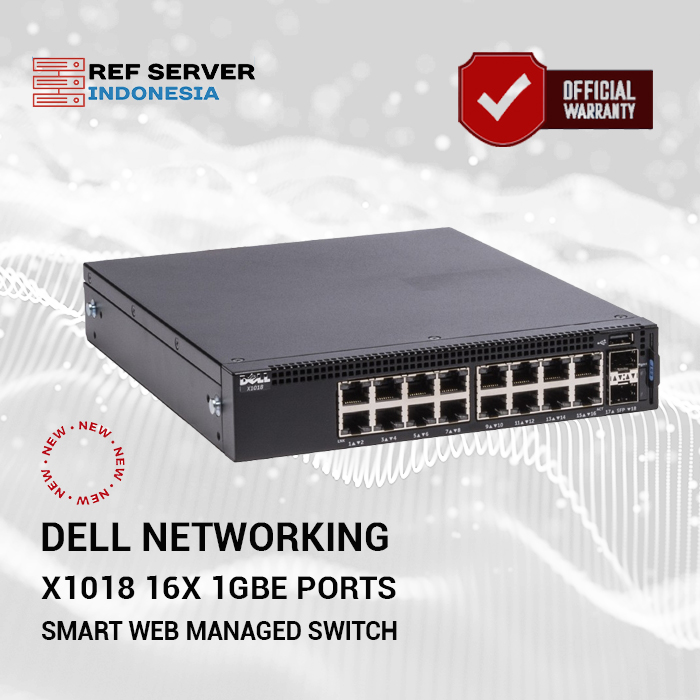 REF SERVER
INDONESIA
OFFICIAL
WARRANTY
DELL
X1018
NEW • NEW • NEW • NEW • NEW •
DELL NETWORKING
X1018 16X 1GBE PORTS
SMART WEB MANAGED SWITCH